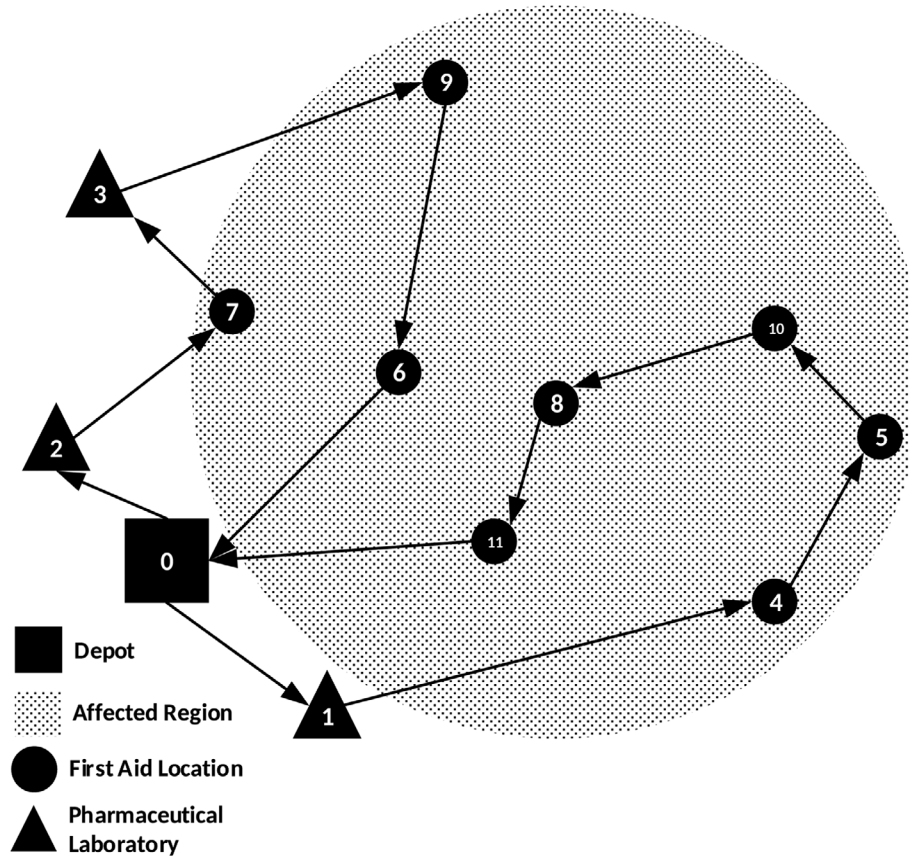 9
3
7
10
6
8
5
2
11
0
4
1
Depot
Affected Region
First Aid Location
Pharmaceutical
Laboratory